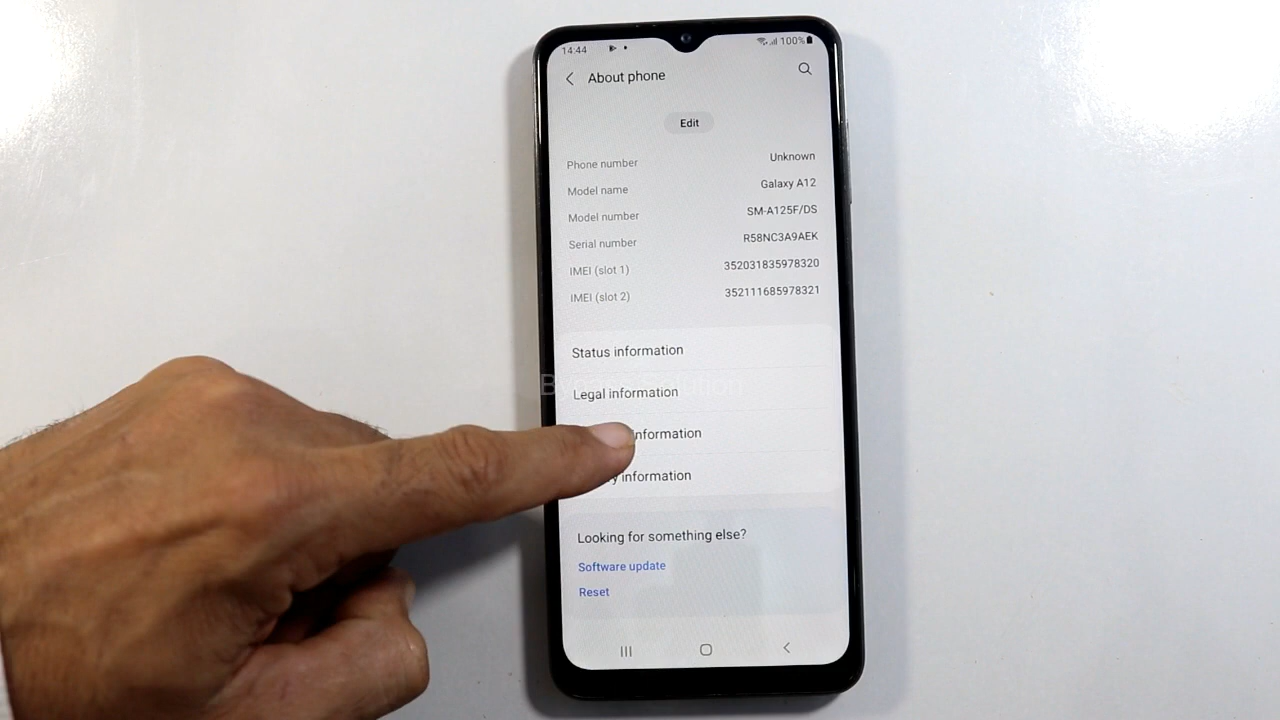 14:44 100%
About phone
Edit
Phone number Unknown
Model name Galaxy A12
Model number SM-A125F/DS
Serial number R58NC3A9AEK
IMEI (slot 1) 352031835978320
IMEI (slot 2) 352111685978321
Status information
Legal information
information
information
Looking for something else?
Software update
Reset